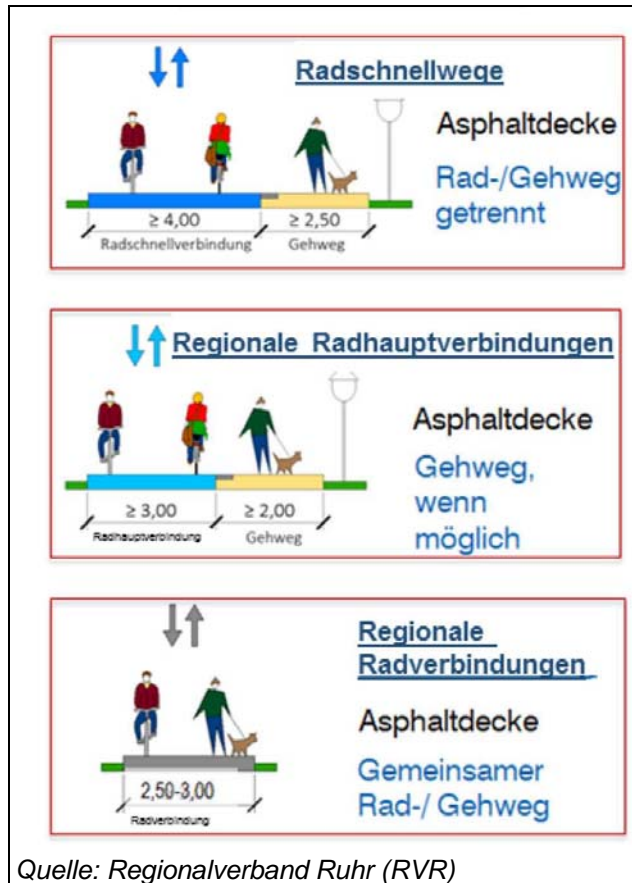 Radschnellwege
Asphaltdecke
Rad-/Gehweg
getrennt
≥ 4,00 ≥ 2,50
Radschnellverbindung Gehweg
Regionale Radhauptverbindungen
Asphaltdecke
Gehweg,
wenn
möglich
≥ 3,00 ≥ 2,00
Radhauptverbindung Gehweg
Regionale
Radverbindungen
Asphaltdecke
Gemeinsamer
Rad-/ Gehweg
2,50-3,00
Radverbindung
Quelle: Regionalverband Ruhr (RVR)